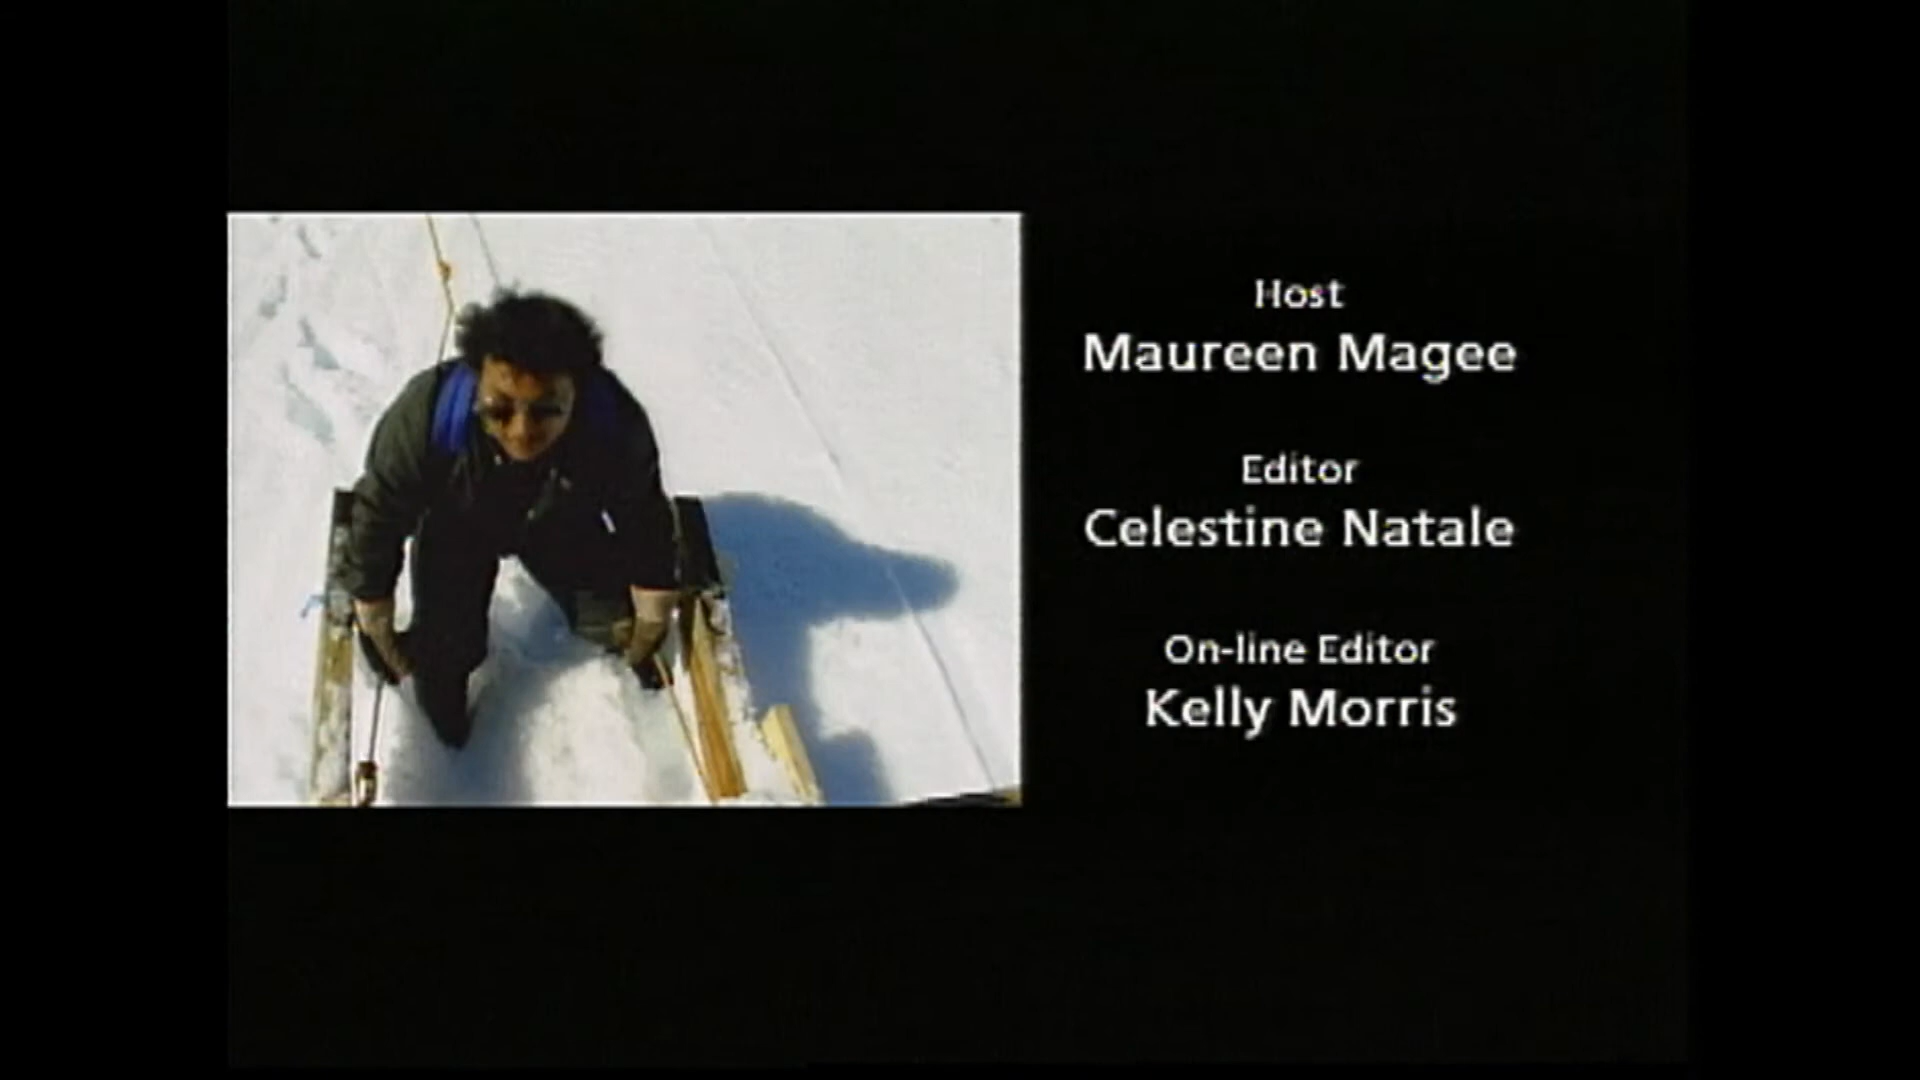 Host
Maureen Magee
Editor
Celestine Natale
On-line Editor
Kelly Morris